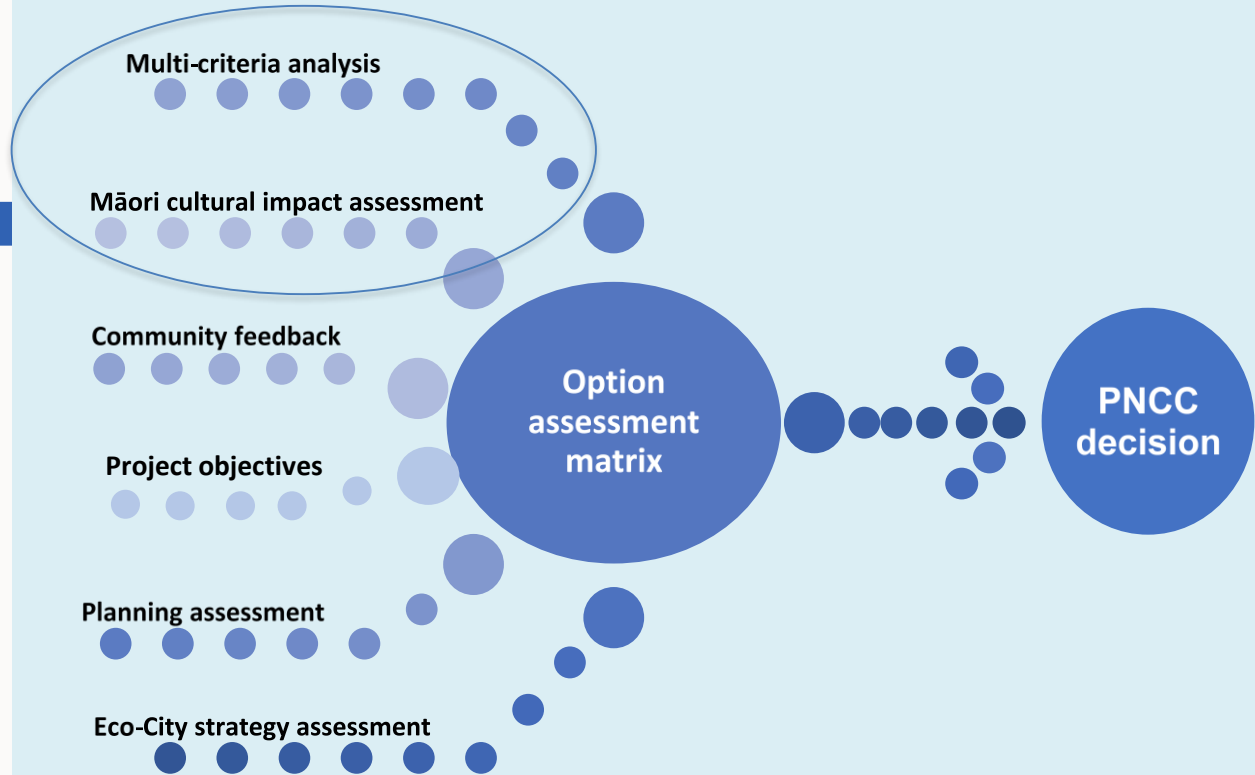 Multi-criteria analysis
Māori cultural impact assessment
Community feedback
Project objectives
Planning assessment
Eco-City strategy assessment
Option
assessment
matrix
PNCC
decision